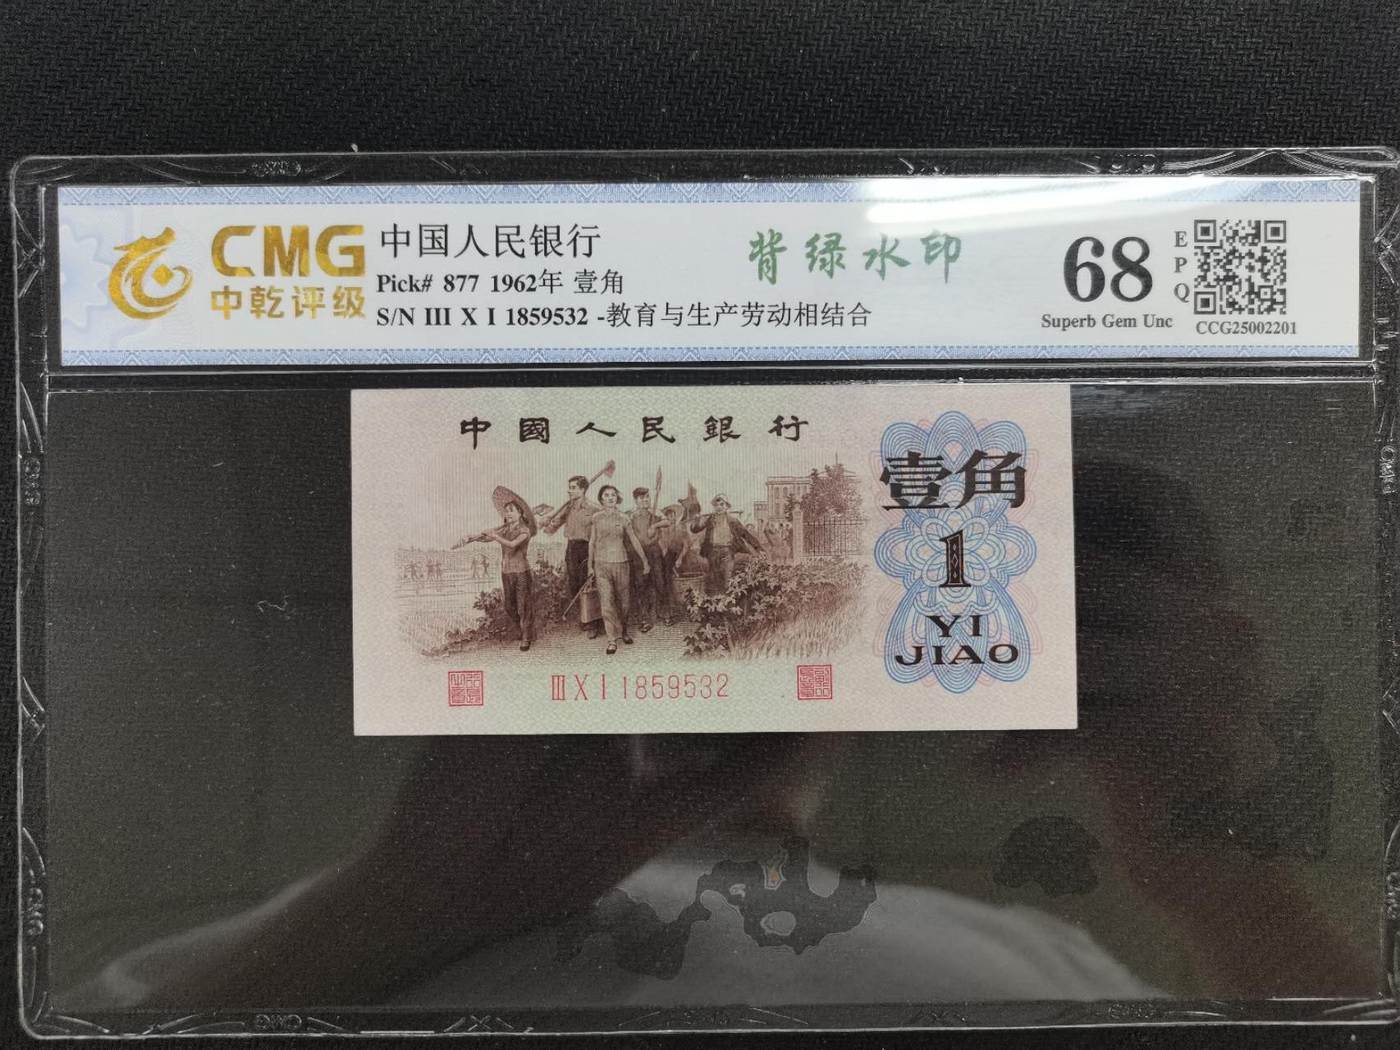 CMG
中乾评级
中国人民银行
Pick# 877 1962年 壹角
S/N III X I 1859532 -教育与生产劳动相结合
背绿水印
68
EPQ
Superb Gem Unc
CCG25002201
中國人民銀行
壹角
1
YI
JIAO
III X I 1859532